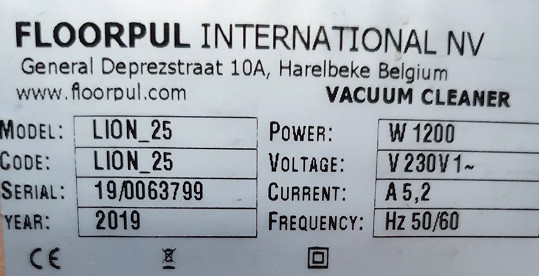 FLOORPUL INTERNATIONAL NV
General Deprezstraat 10A, Harelbeke Belgium
www.floorpul.com VACUUM CLEANER
MODEL: LION_25 POWER: W 1200
CODE: LION_25 VOLTAGE: V 230V 1~
SERIAL: 19/0063799 CURRENT: A 5,2
YEAR: 2019 FREQUENCY: Hz 50/60
CE